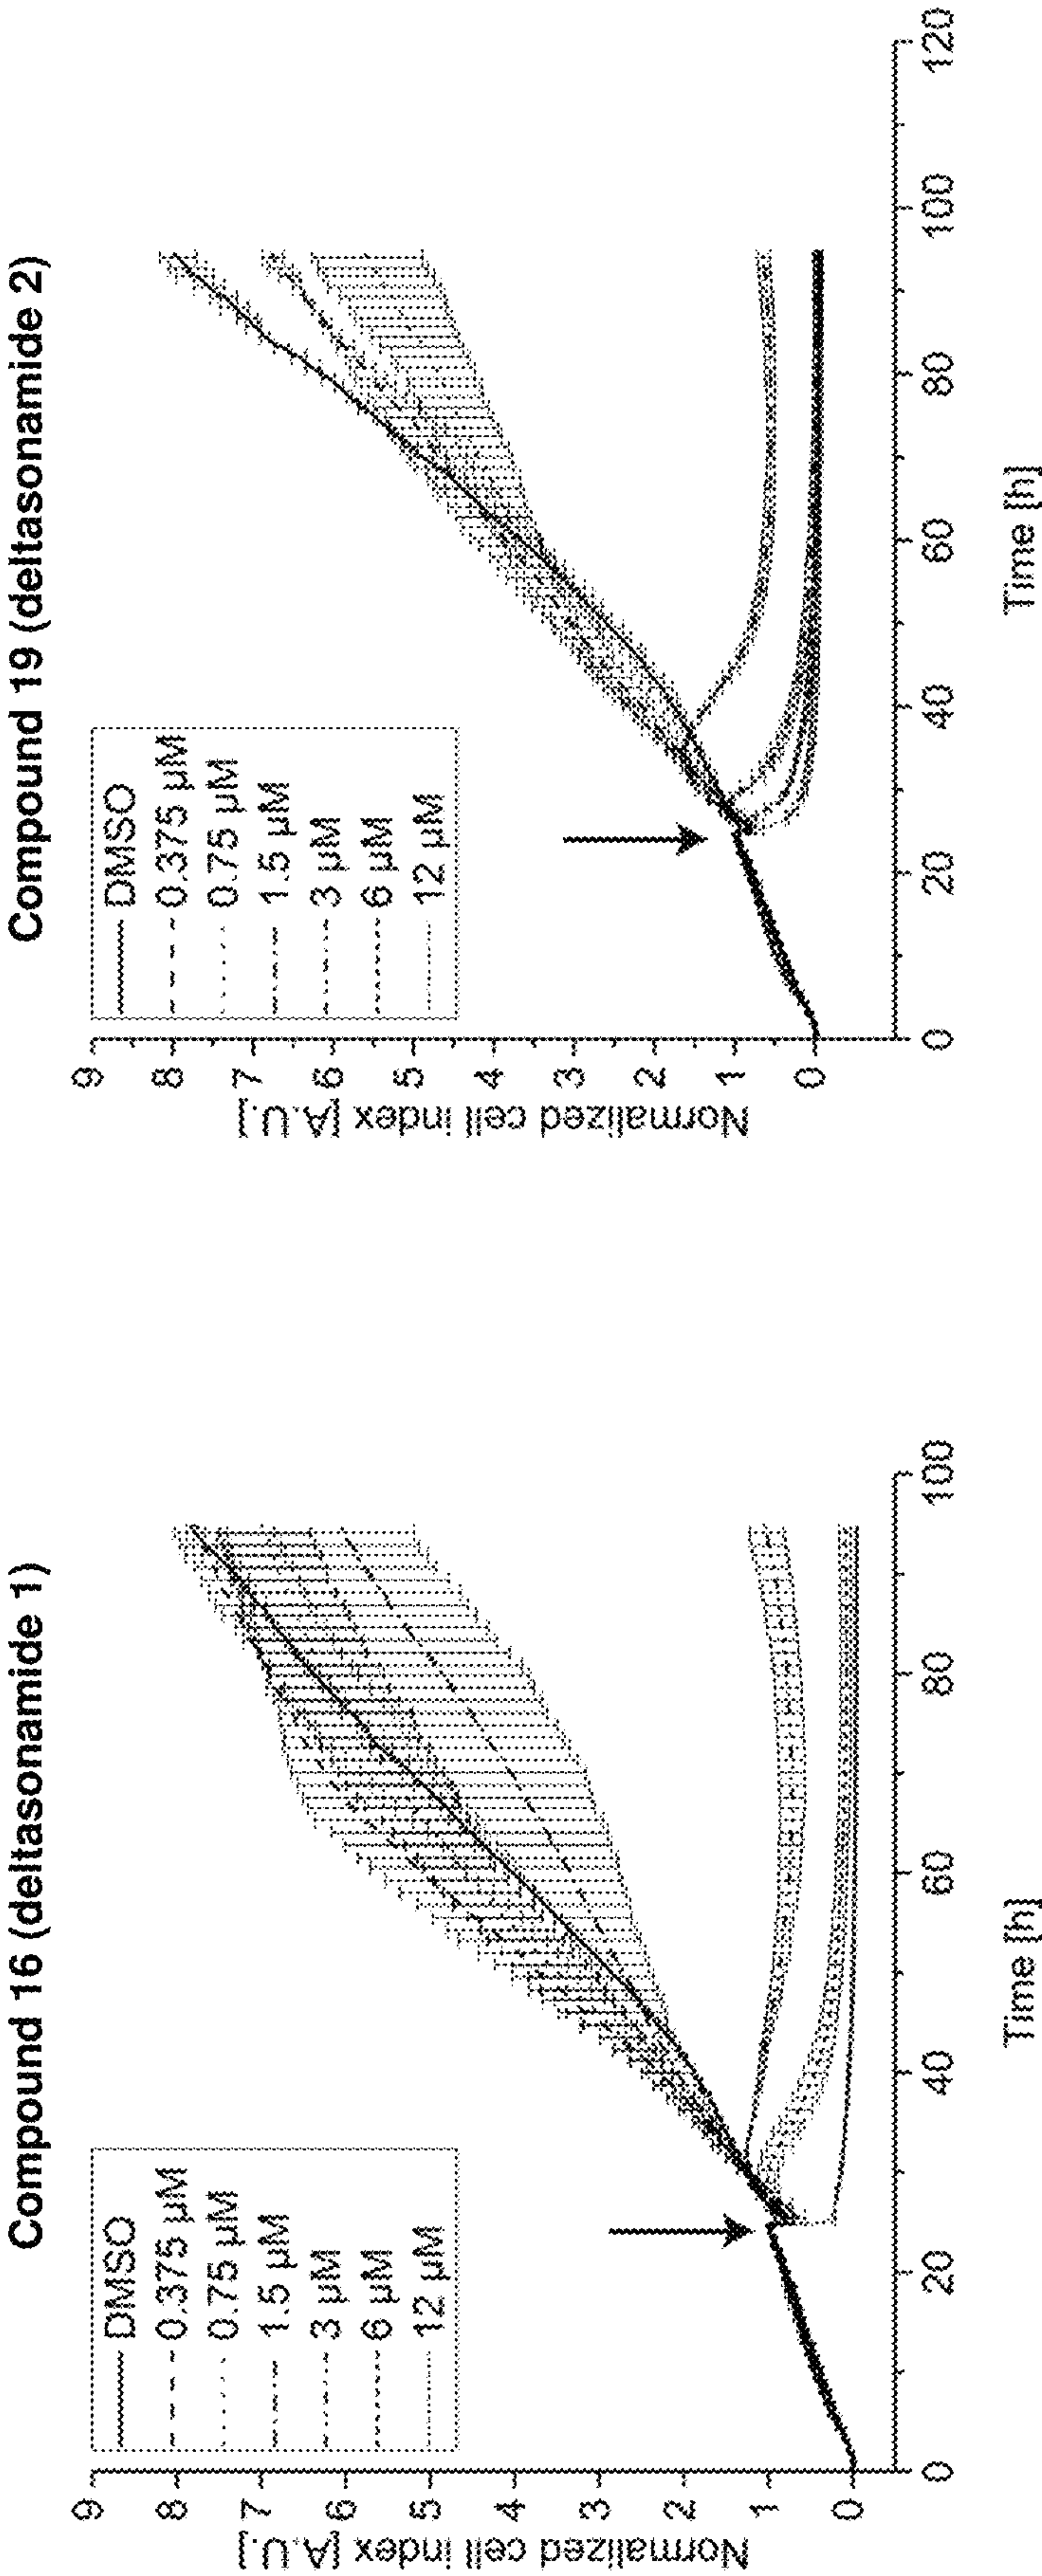 Compound 16 (deltasonamide 1)
Normalized cell index [A.U.]
9
8
7
6
5
4
3
2
1
0
DMSO
0.375 µM
0.75 µM
1.5 µM
3 µM
6 µM
12 µM
0
20
40
60
80
100
Time [h]
Compound 19 (deltasonamide 2)
Normalized cell index [A.U.]
9
8
7
6
5
4
3
2
1
0
DMSO
0.375 µM
0.75 µM
1.5 µM
3 µM
6 µM
12 µM
0
20
40
60
80
100
120
Time [h]